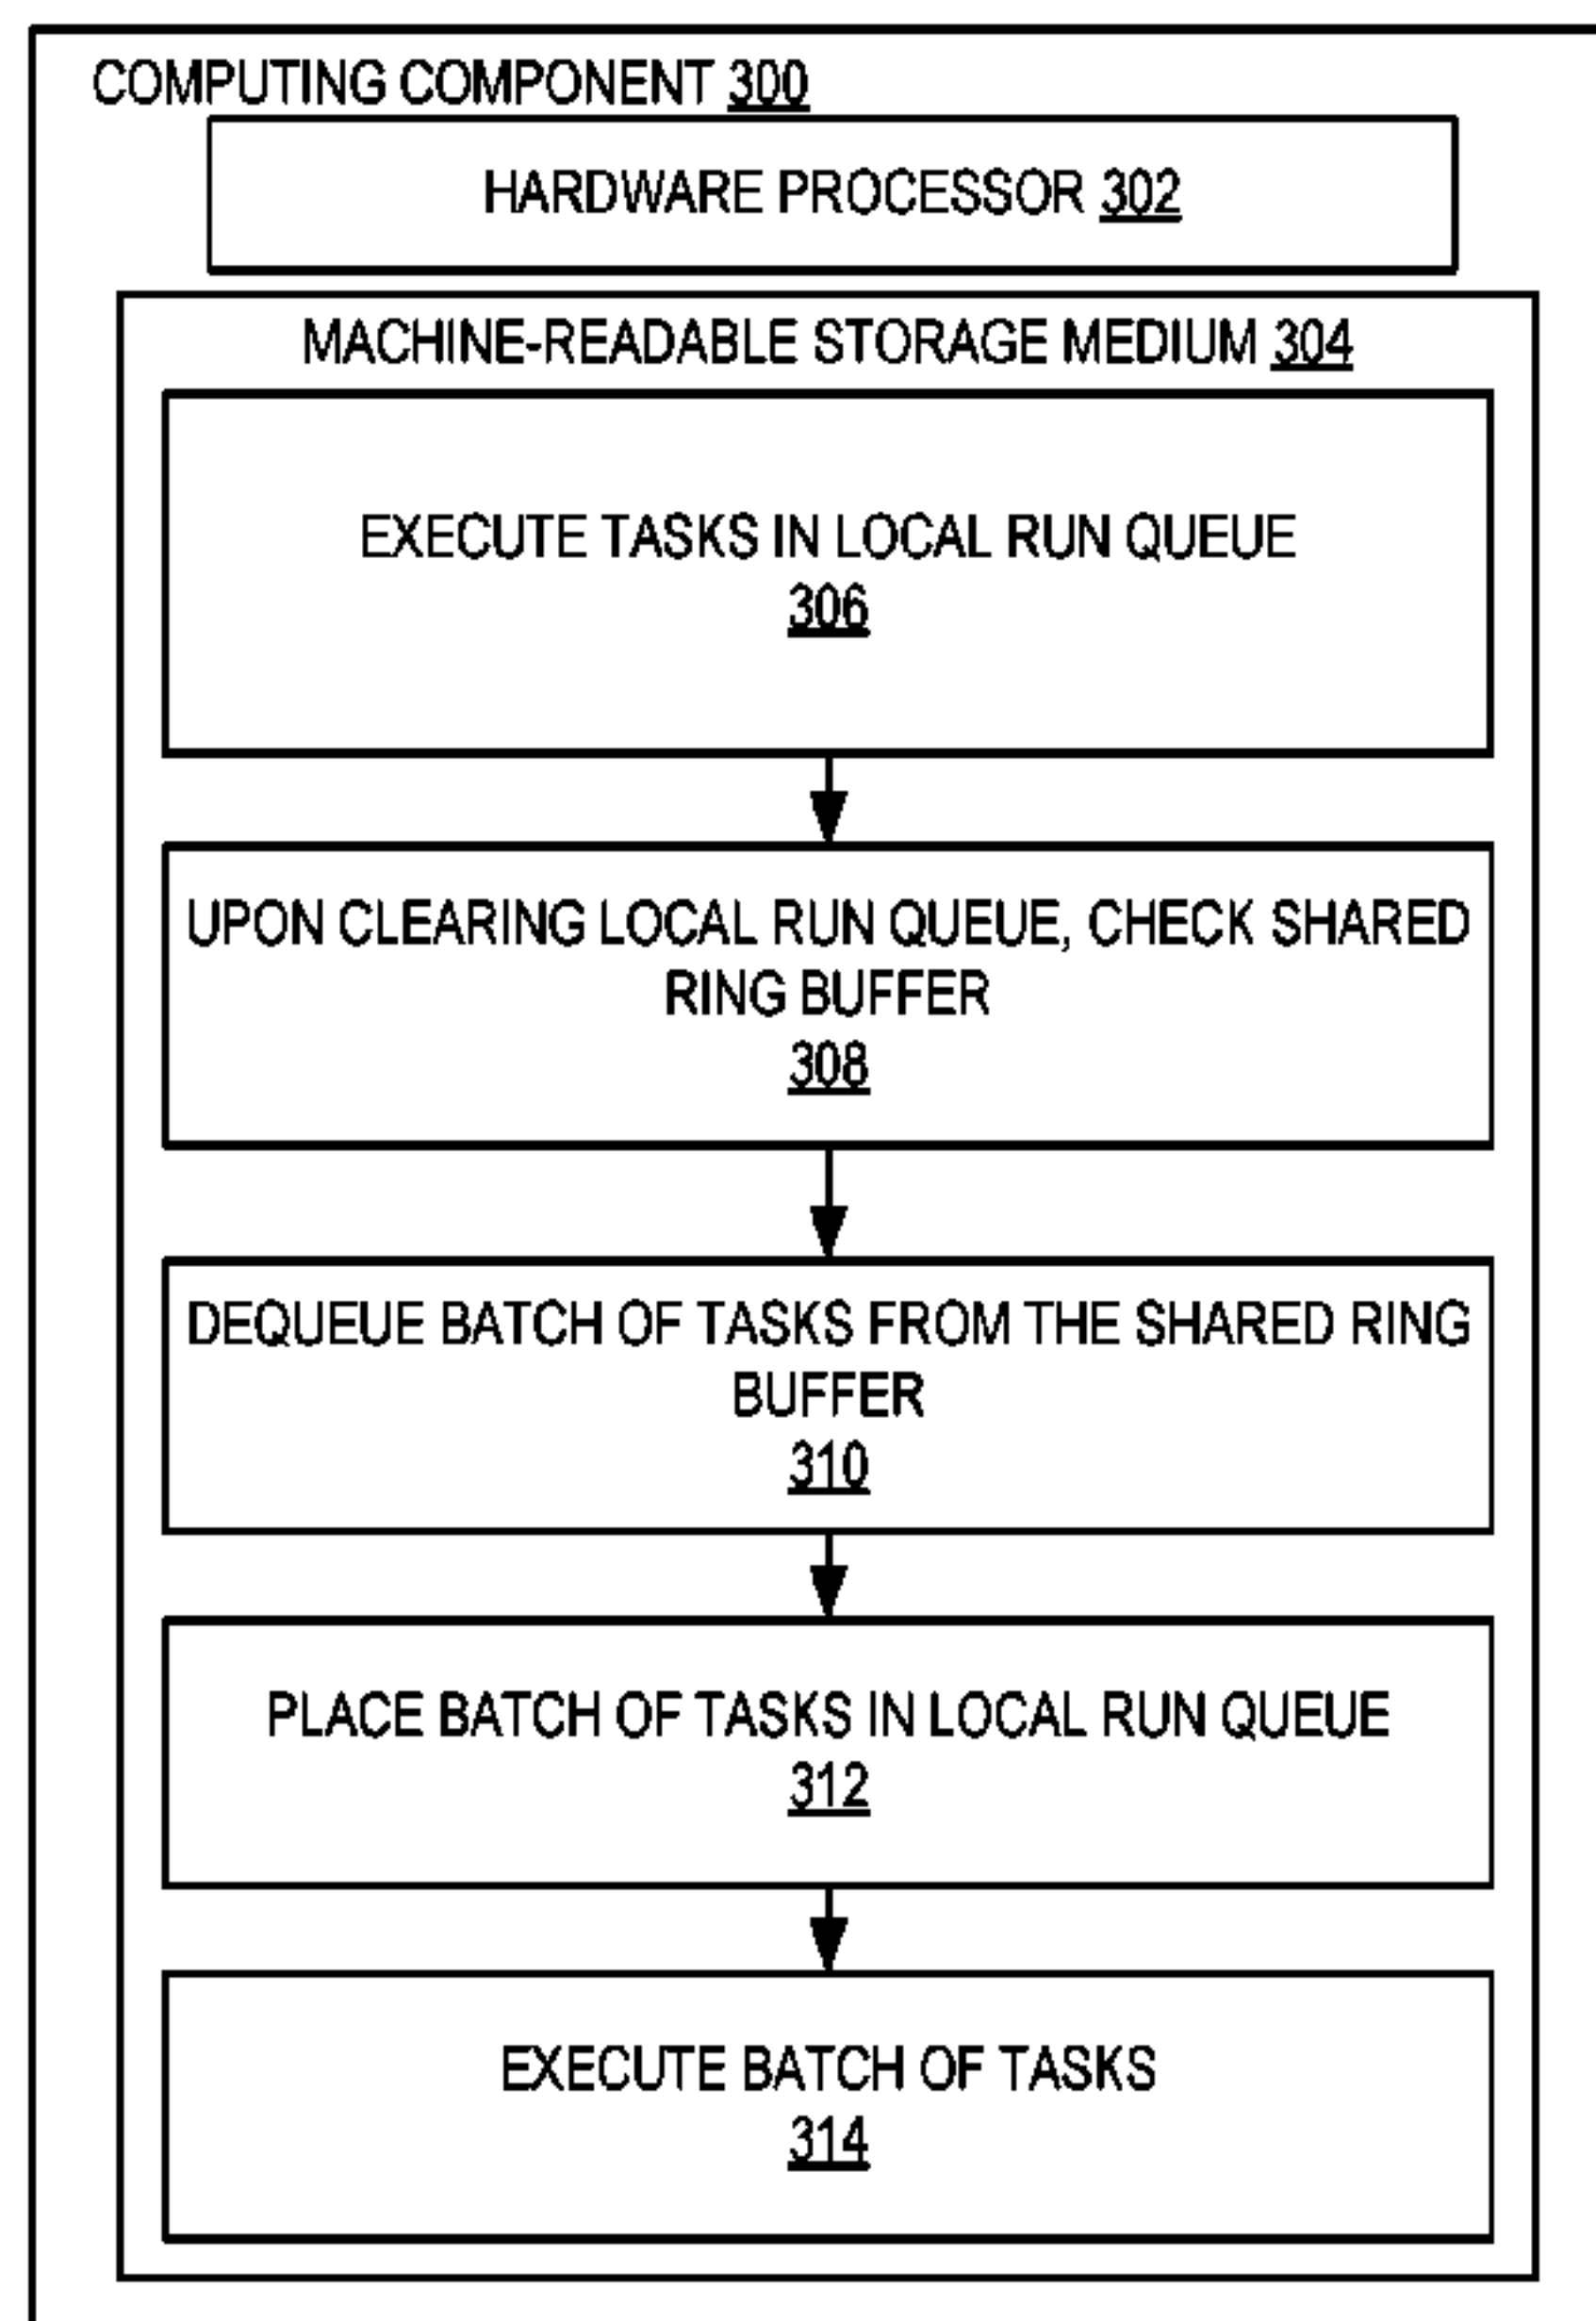 COMPUTING COMPONENT 300
HARDWARE PROCESSOR 302
MACHINE-READABLE STORAGE MEDIUM 304
EXECUTE TASKS IN LOCAL RUN QUEUE
306
UPON CLEARING LOCAL RUN QUEUE, CHECK SHARED
RING BUFFER
308
DEQUEUE BATCH OF TASKS FROM THE SHARED RING
BUFFER
310
PLACE BATCH OF TASKS IN LOCAL RUN QUEUE
312
EXECUTE BATCH OF TASKS
314